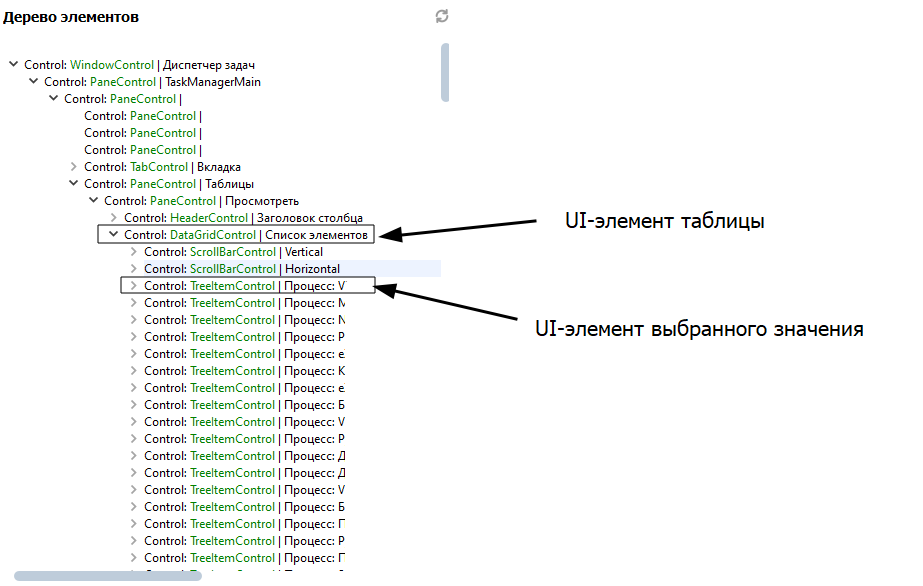 Дерево элементов
Control: WindowControl | Диспетчер задач
Control: PaneControl | TaskManagerMain
Control: PaneControl |
Control: PaneControl |
Control: PaneControl |
Control: PaneControl |
Control: TabControl | Вкладка
Control: PaneControl | Таблицы
Control: PaneControl | Просмотреть
Control: HeaderControl | Заголовок столбца
Control: DataGridControl | Список элементов
UI-элемент таблицы
Control: ScrollBarControl | Vertical
Control: ScrollBarControl | Horizontal
Control: TreeItemControl | Процесс: V
Control: TreeItemControl | Процесс:
UI-элемент выбранного значения
Control: TreeItemControl | Процесс:
Control: TreeItemControl | Процесс: P
Control: TreeItemControl | Процесс: e
Control: TreeItemControl | Процесс: К
Control: TreeItemControl | Процесс: e
Control: TreeItemControl | Процесс: Б
Control: TreeItemControl | Процесс: V
Control: TreeItemControl | Процесс: P
Control: TreeItemControl | Процесс: Д
Control: TreeItemControl | Процесс: Д
Control: TreeItemControl | Процесс: V
Control: TreeItemControl | Процесс: Б
Control: TreeItemControl | Процесс: П
Control: TreeItemControl | Процесс: P
Control: TreeItemControl | Процесс: П